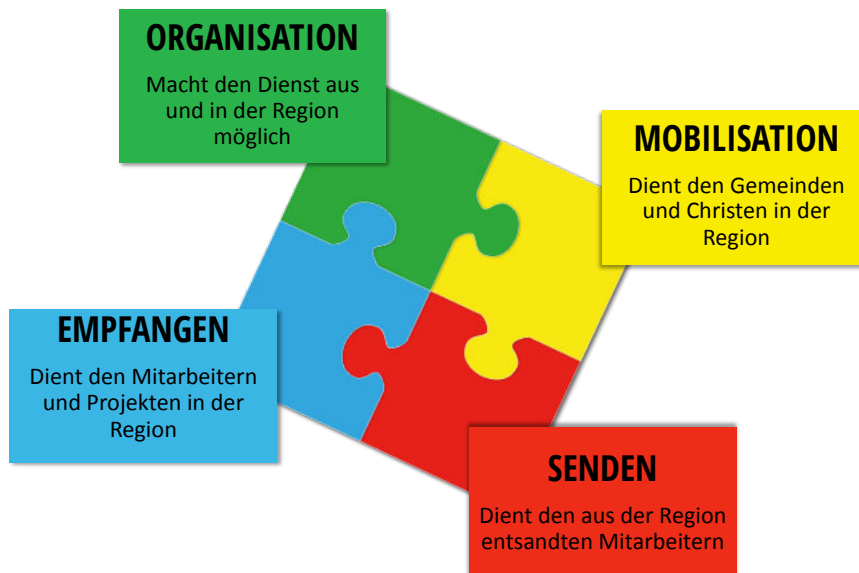 ORGANISATION
Macht den Dienst aus
und in der Region
möglich
MOBILISATION
Dient den Gemeinden
und Christen in der
Region
EMPFANGEN
Dient den Mitarbeitern
und Projekten in der
Region
SENDEN
Dient den aus der Region
entsandten Mitarbeitern